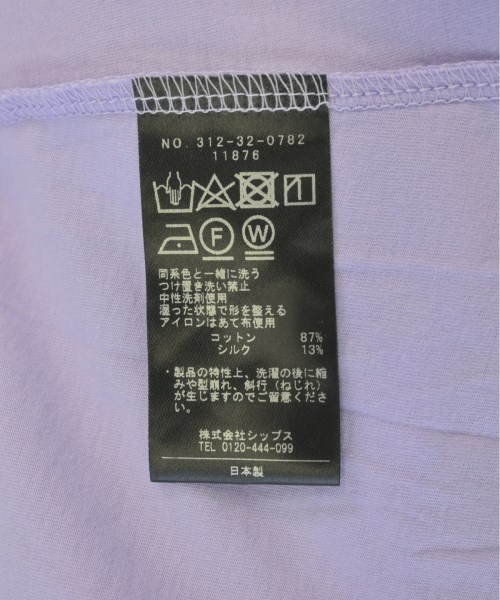 NO. 312-32-0782
11876
F W
同系色と一緒に洗う
つけ置き洗い禁止
中性洗剤使用
湿った状態で形を整える
アイロンはあて布使用
コットン 87%
シルク 13%
・製品の特性上、洗濯の後に縮
みや型崩れ、斜行（ねじれ）
が生じますのでご留意くださ
い。
株式会社シップス
TEL 0120-444-099
日本製